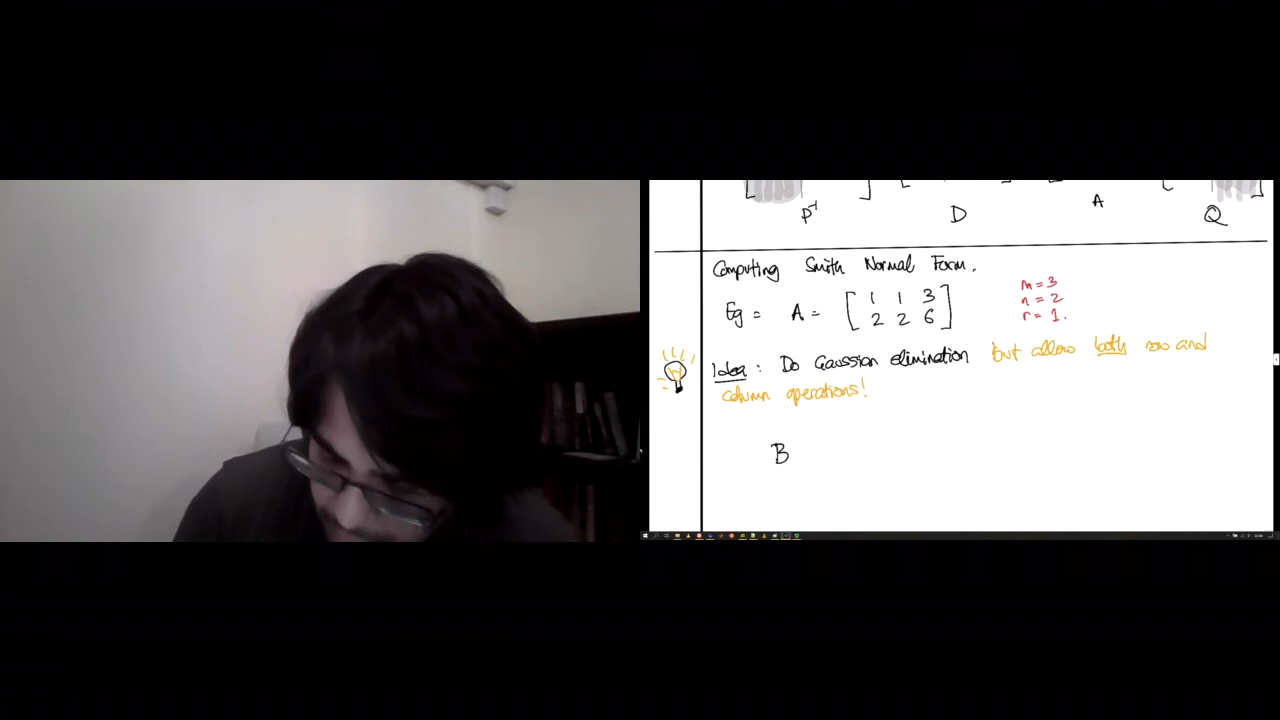 P⁻¹ D A Q
Computing Smith Normal Form.
Eg = A = [ 1 1 3
2 2 6 ]
m = 3
n = 2
r = 1.
Idea : Do Gaussian elimination but allow both row and
column operations!
B